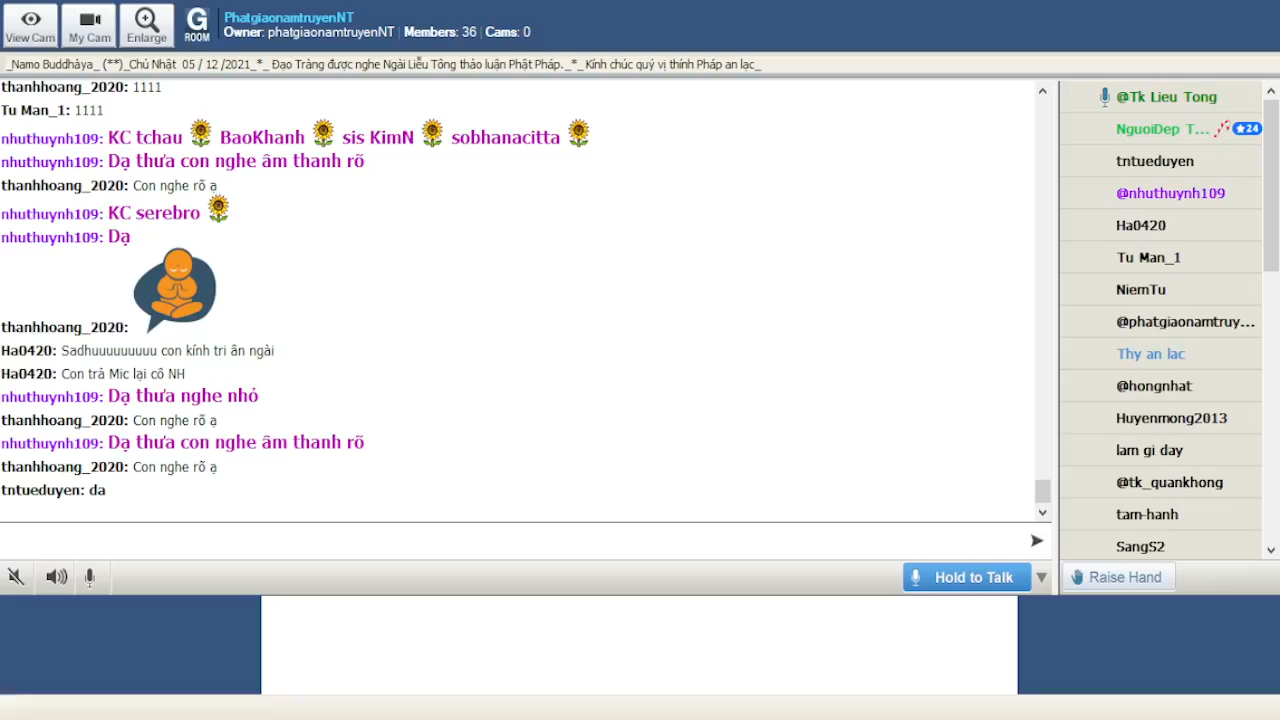 View Cam
My Cam
Enlarge
G
ROOM
PhatgiaonamtruyenNT
Owner: phatgiaonamtruyenNT | Members: 36 | Cams: 0
_Namo Buddhàya_ (**)_Chủ Nhật 05 / 12 /2021_*_ Đạo Tràng được nghe Ngài Liễu Tông thảo luận Phật Pháp._*_Kính chúc quý vị thính Pháp an lạc_
thanhhoang_2020: 1111
Tu Man_1: 1111
nhuthuynh109: KC tchau BaoKhanh sis KimN sobhanacitta
nhuthuynh109: Dạ thưa con nghe âm thanh rõ
thanhhoang_2020: Con nghe rõ ạ
nhuthuynh109: KC serebro
nhuthuynh109: Dạ
thanhhoang_2020:
Ha0420: Sadhuuuuuuuuu con kính tri ân ngài
Ha0420: Con trả Mic lại cô NH
nhuthuynh109: Dạ thưa nghe nhỏ
thanhhoang_2020: Con nghe rõ ạ
nhuthuynh109: Dạ thưa con nghe âm thanh rõ
thanhhoang_2020: Con nghe rõ ạ
tntueduyen: da
Hold to Talk
@Tk Lieu Tong
NguoiDep T... 24
tntueduyen
@nhuthuynh109
Ha0420
Tu Man_1
NiemTu
@phatgiaonamtruy...
Thy an lac
@hongnhat
Huyenmong2013
lam gi day
@tk_quankhong
tam-hanh
SangS2
Raise Hand